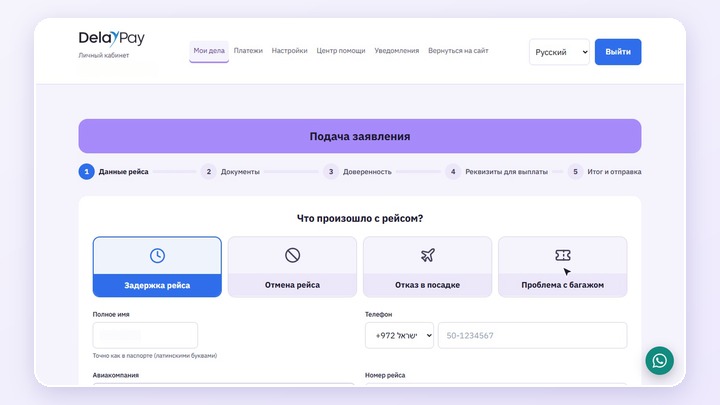 DelayPay
Личный кабинет
Мои дела
Платежи
Настройки
Центр помощи
Уведомления
Вернуться на сайт
Русский
Выйти
Подача заявления
1 Данные рейса
2 Документы
3 Доверенность
4 Реквизиты для выплаты
5 Итог и отправка
Что произошло с рейсом?
Задержка рейса
Отмена рейса
Отказ в посадке
Проблема с багажом
Полное имя
Телефон
+972 ישראל
50-1234567
Точно как в паспорте (латинскими буквами)
Авиакомпания
Номер рейса